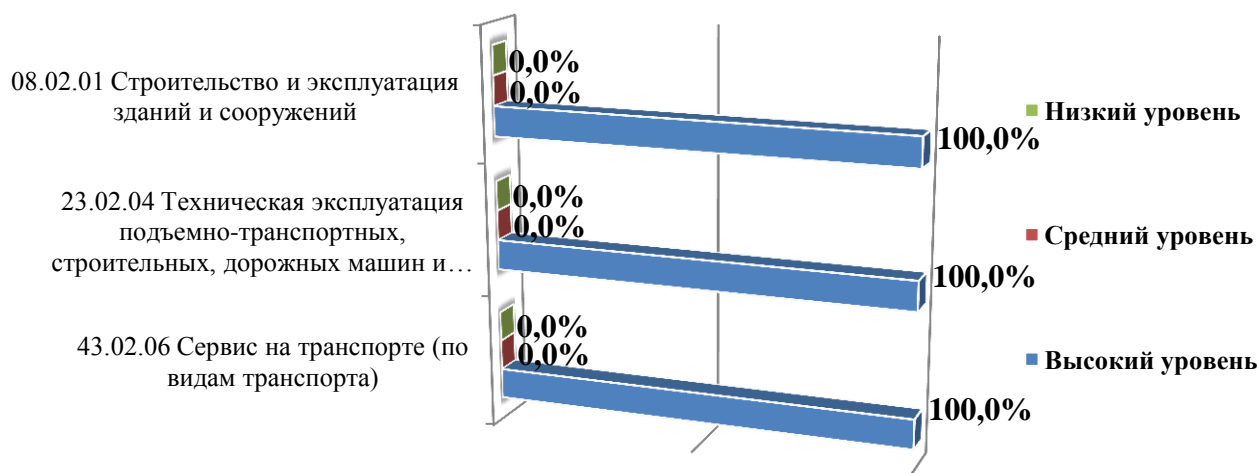 08.02.01 Строительство и эксплуатация
зданий и сооружений
0,0%
0,0%
100,0%
23.02.04 Техническая эксплуатация
подъемно-транспортных,
строительных, дорожных машин и…
0,0%
0,0%
100,0%
43.02.06 Сервис на транспорте (по
видам транспорта)
0,0%
0,0%
100,0%
Низкий уровень
Средний уровень
Высокий уровень